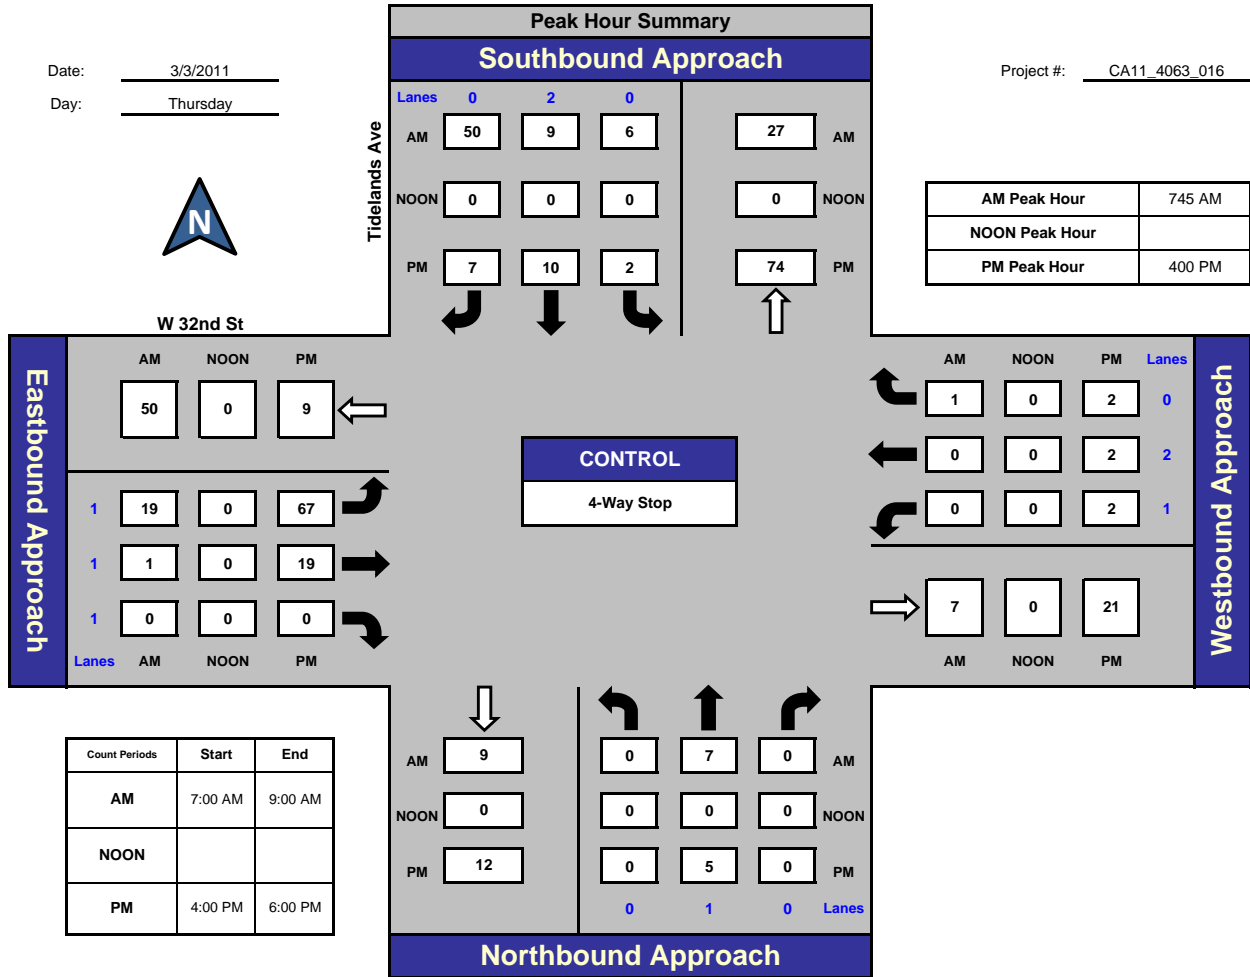 Peak Hour Summary
Southbound Approach
Date: 3/3/2011
Day: Thursday
Project #: CA11_4063_016
N
Tidelands Ave
Lanes 0 2 0
AM 50 9 6 27 AM
NOON 0 0 0 0 NOON
PM 7 10 2 74 PM
AM Peak Hour 745 AM
NOON Peak Hour
PM Peak Hour 400 PM
W 32nd St
Eastbound Approach
AM NOON PM
50 0 9
1 19 0 67
1 1 0 19
1 0 0 0
Lanes AM NOON PM
CONTROL
4-Way Stop
AM NOON PM Lanes
1 0 2 0
0 0 2 2
0 0 2 1
7 0 21
AM NOON PM
Westbound Approach
Count Periods Start End
AM 7:00 AM 9:00 AM
NOON
PM 4:00 PM 6:00 PM
AM 9 0 7 0 AM
NOON 0 0 0 0 NOON
PM 12 0 5 0 PM
0 1 0 Lanes
Northbound Approach